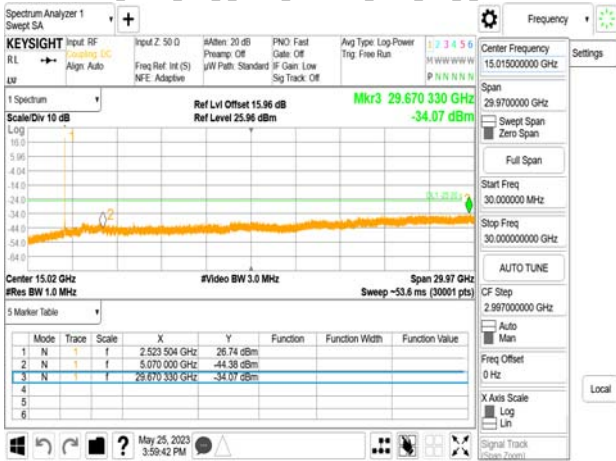 Spectrum Analyzer 1
Swept SA
Frequency
KEYSIGHT
Input: RF
Coupling: DC
Align: Auto
Input Z: 50 Ω
Freq Ref: Int (S)
NFE: Adaptive
#Atten: 20 dB
Preamp: Off
µW Path: Standard
PNO: Fast
Gate: Off
IF Gain: Low
Sig Track: Off
Avg Type: Log-Power
Trig: Free Run
1 2 3 4 5 6
M W W W W W
P N N N N N
RL
Center Frequency
15.015000000 GHz
Settings
Span
29.9700000 GHz
Swept Span
Zero Span
Full Span
Start Freq
30.000000 MHz
Stop Freq
30.000000000 GHz
AUTO TUNE
CF Step
2.997000000 GHz
Auto
Man
Freq Offset
0 Hz
X Axis Scale
Log
Lin
Signal Track
(Span Zoom)
Local
1 Spectrum
Scale/Div 10 dB
Ref Lvl Offset 15.96 dB
Ref Level 25.96 dBm
Mkr3 29.670 330 GHz
-34.07 dBm
Log
16.0
5.96
-4.04
-14.0
-24.0
-34.0
-44.0
-54.0
-64.0
1
2
Center 15.02 GHz
#Res BW 1.0 MHz
#Video BW 3.0 MHz
Span 29.97 GHz
Sweep ~53.6 ms (30001 pts)
5 Marker Table
Mode Trace Scale X Y Function Function Width Function Value
1 N 1 f 2.523 504 GHz 26.74 dBm
2 N 1 f 5.070 000 GHz -44.38 dBm
3 N 1 f 29.670 330 GHz -34.07 dBm
4
5
6
May 25, 2023
3:59:42 PM